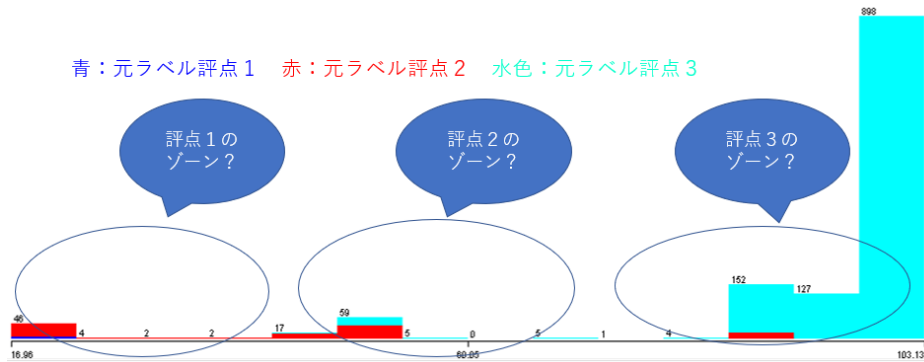 898
青：元ラベル評点１　赤：元ラベル評点２　水色：元ラベル評点３
評点１の
ゾーン？
評点２の
ゾーン？
評点３の
ゾーン？
46 4 2 2 17 59 5 0 5 1 4 152 127
16.96 60.05